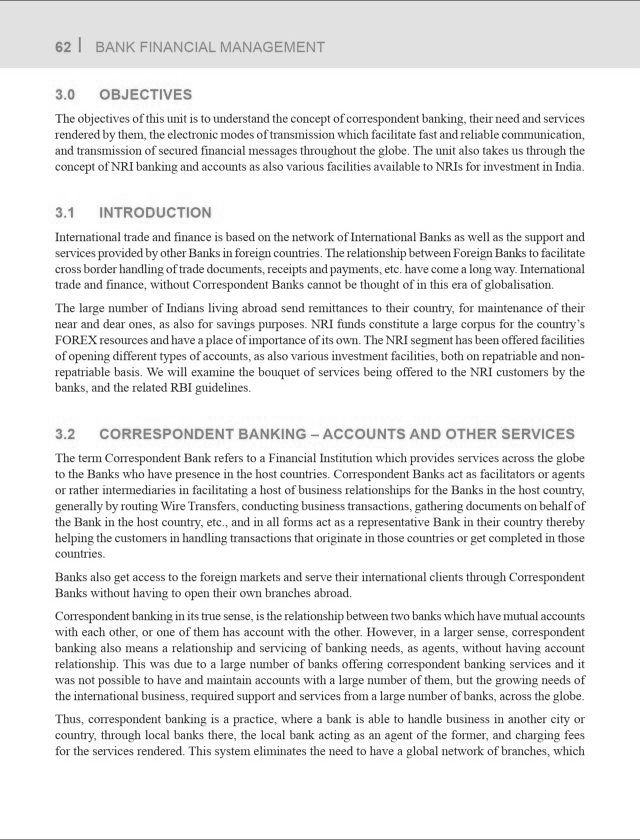 62 | BANK FINANCIAL MANAGEMENT
3.0 OBJECTIVES
The objectives of this unit is to understand the concept of correspondent banking, their need and services
rendered by them, the electronic modes of transmission which facilitate fast and reliable communication,
and transmission of secured financial messages throughout the globe. The unit also takes us through the
concept of NRI banking and accounts as also various facilities available to NRIs for investment in India.
3.1 INTRODUCTION
International trade and finance is based on the network of International Banks as well as the support and
services provided by other Banks in foreign countries. The relationship between Foreign Banks to facilitate
cross border handling of trade documents, receipts and payments, etc. have come a long way. International
trade and finance, without Correspondent Banks cannot be thought of in this era of globalisation.
The large number of Indians living abroad send remittances to their country, for maintenance of their
near and dear ones, as also for savings purposes. NRI funds constitute a large corpus for the country's
FOREX resources and have a place of importance of its own. The NRI segment has been offered facilities
of opening different types of accounts, as also various investment facilities, both on repatriable and non-
repatriable basis. We will examine the bouquet of services being offered to the NRI customers by the
banks, and the related RBI guidelines.
3.2 CORRESPONDENT BANKING – ACCOUNTS AND OTHER SERVICES
The term Correspondent Bank refers to a Financial Institution which provides services across the globe
to the Banks who have presence in the host countries. Correspondent Banks act as facilitators or agents
or rather intermediaries in facilitating a host of business relationships for the Banks in the host country,
generally by routing Wire Transfers, conducting business transactions, gathering documents on behalf of
the Bank in the host country, etc., and in all forms act as a representative Bank in their country thereby
helping the customers in handling transactions that originate in those countries or get completed in those
countries.
Banks also get access to the foreign markets and serve their international clients through Correspondent
Banks without having to open their own branches abroad.
Correspondent banking in its true sense, is the relationship between two banks which have mutual accounts
with each other, or one of them has account with the other. However, in a larger sense, correspondent
banking also means a relationship and servicing of banking needs, as agents, without having account
relationship. This was due to a large number of banks offering correspondent banking services and it
was not possible to have and maintain accounts with a large number of them, but the growing needs of
the international business, required support and services from a large number of banks, across the globe.
Thus, correspondent banking is a practice, where a bank is able to handle business in another city or
country, through local banks there, the local bank acting as an agent of the former, and charging fees
for the services rendered. This system eliminates the need to have a global network of branches, which